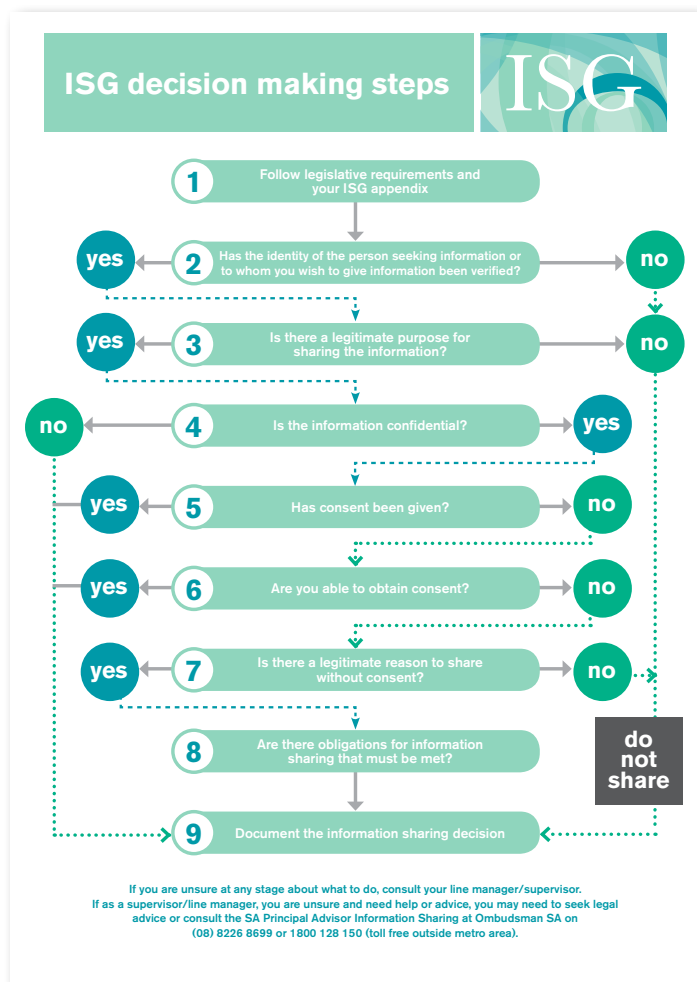 ISG decision making steps
ISG
1
Follow legislative requirements and
your ISG appendix
yes
2
Has the identity of the person seeking information or
to whom you wish to give information been verified?
no
yes
3
Is there a legitimate purpose for
sharing the information?
no
no
4
Is the information confidential?
yes
yes
5
Has consent been given?
no
yes
6
Are you able to obtain consent?
no
yes
7
Is there a legitimate reason to share
without consent?
no
8
Are there obligations for information
sharing that must be met?
do
not
share
9
Document the information sharing decision
If you are unsure at any stage about what to do, consult your line manager/supervisor.
If as a supervisor/line manager, you are unsure and need help or advice, you may need to seek legal
advice or consult the SA Principal Advisor Information Sharing at Ombudsman SA on
(08) 8226 8699 or 1800 128 150 (toll free outside metro area).